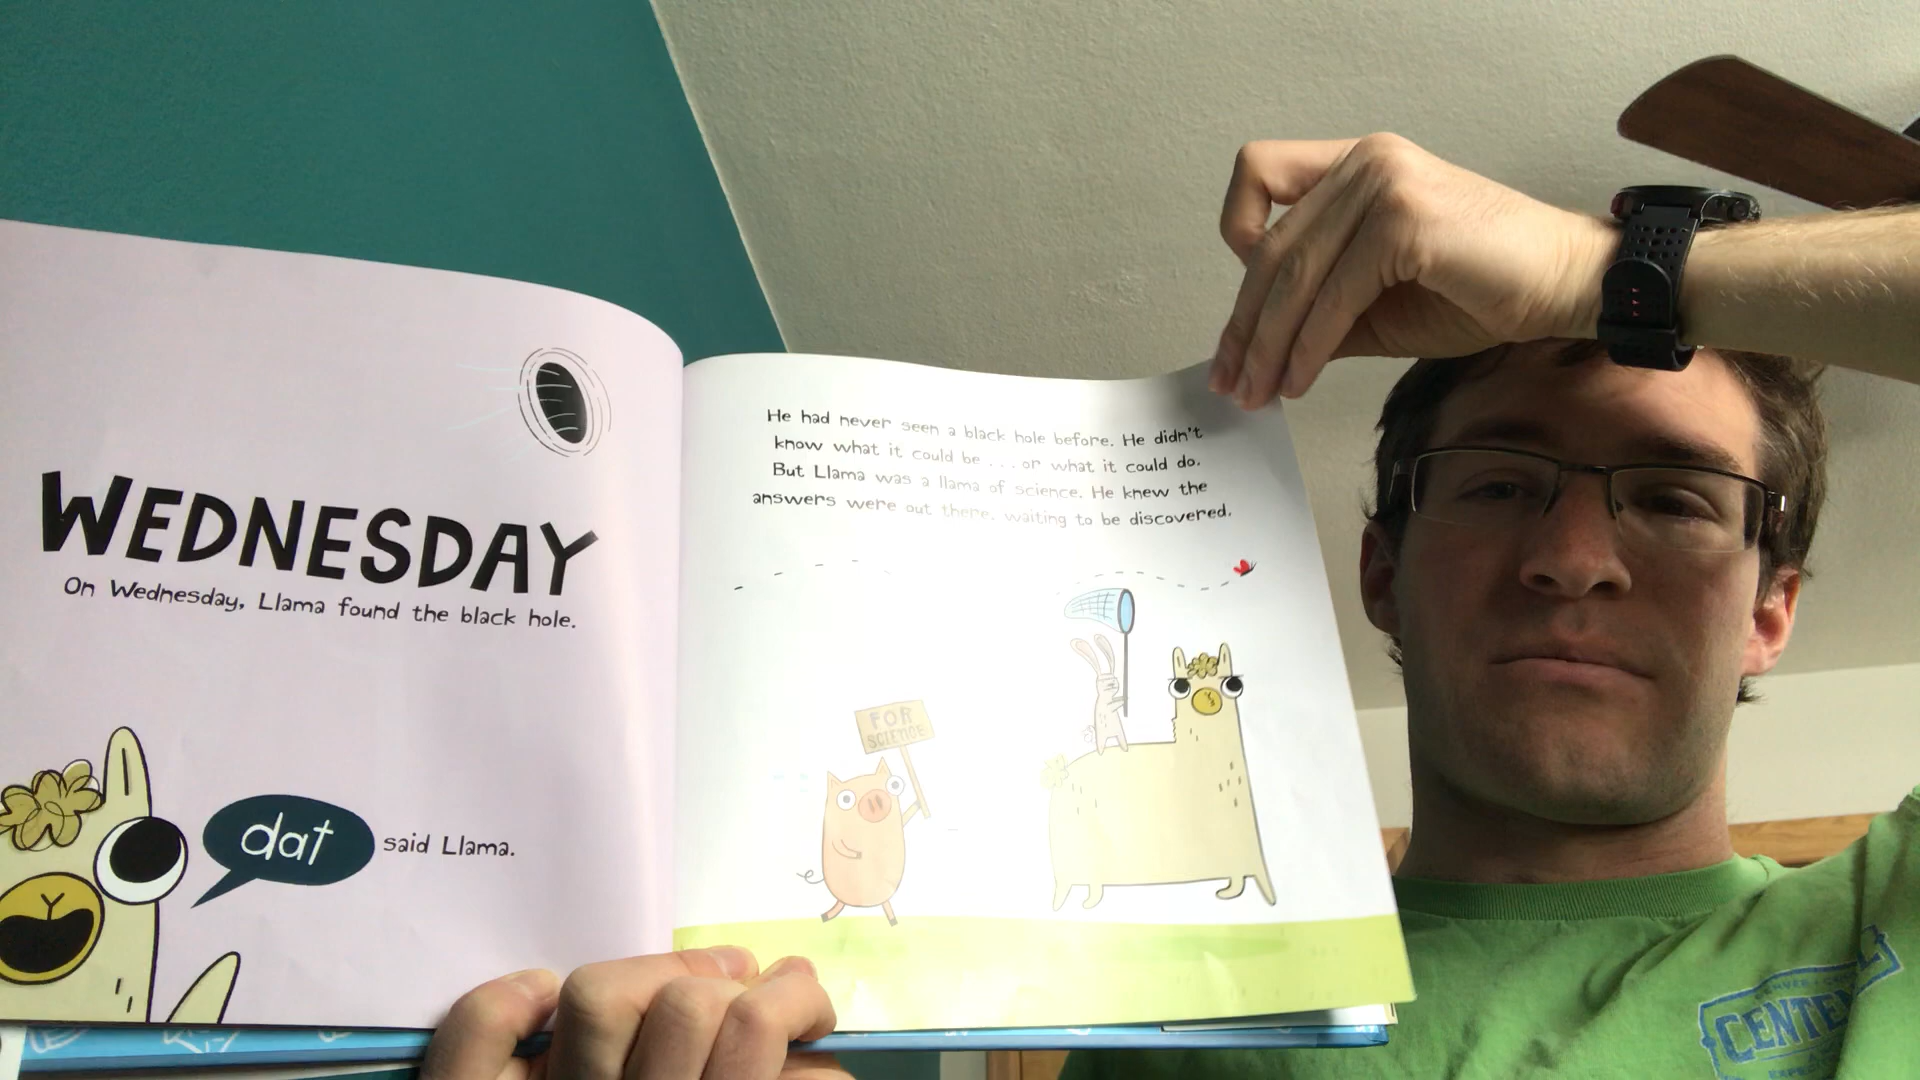 WEDNESDAY
On Wednesday, Llama found the black hole.
dat said Llama.
He had never seen a black hole before. He didn't
know what it could be . . . or what it could do.
But Llama was a llama of science. He knew the
answers were out there, waiting to be discovered.
FOR
SCIENCE